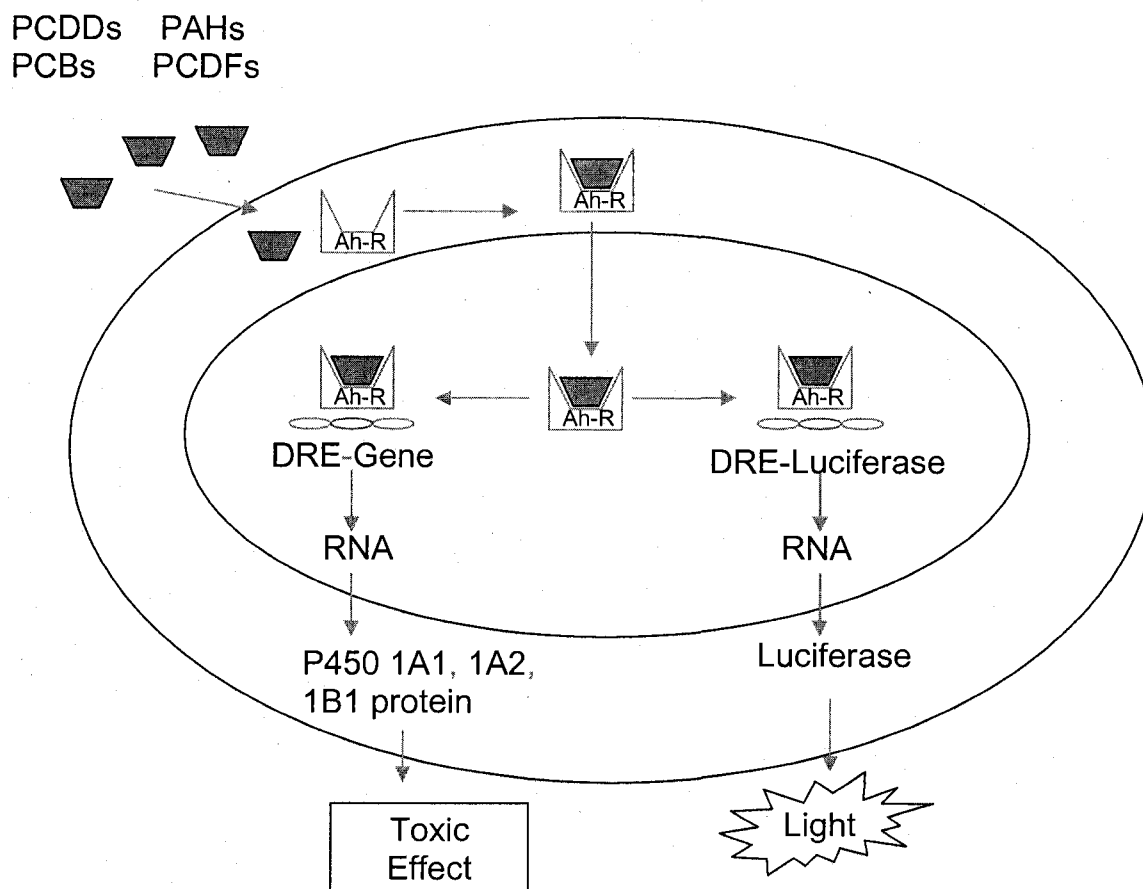 PCDDs PAHs
PCBs PCDFs
Ah-R
Ah-R
Ah-R
Ah-R
Ah-R
DRE-Gene
DRE-Luciferase
RNA
RNA
P450 1A1, 1A2,
1B1 protein
Luciferase
Toxic
Effect
Light